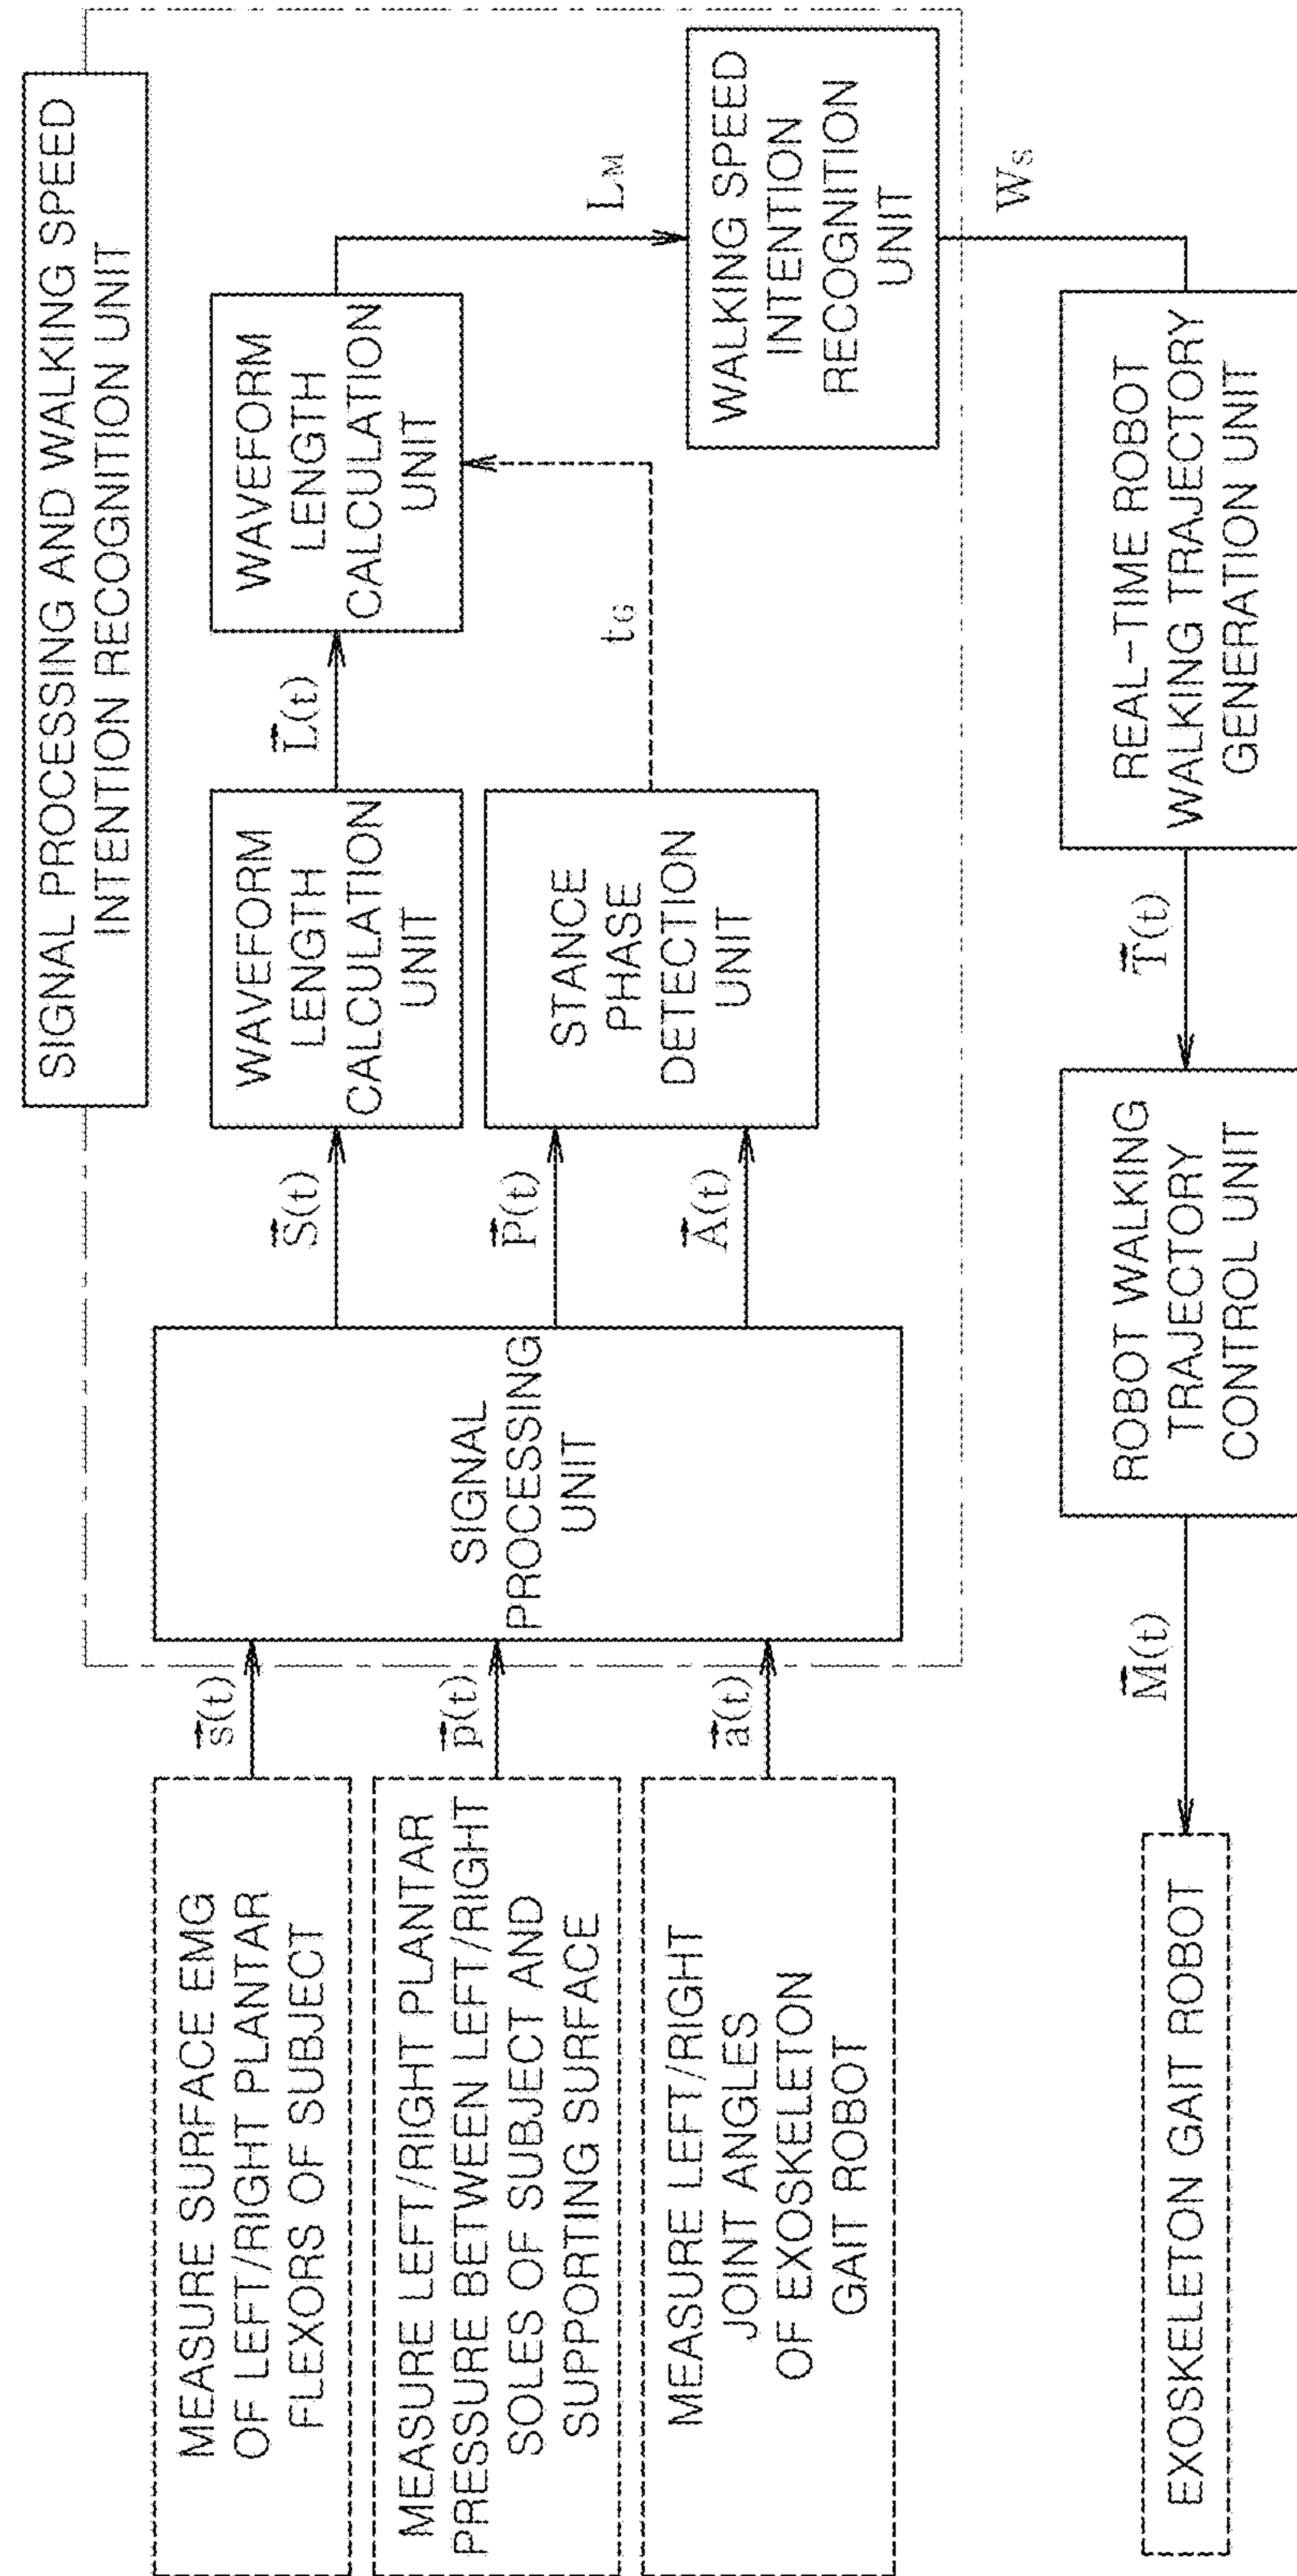 SIGNAL PROCESSING AND WALKING SPEED
INTENTION RECOGNITION UNIT
MEASURE SURFACE EMG
OF LEFT/RIGHT PLANTAR
FLEXORS OF SUBJECT
s⃗(t)
MEASURE LEFT/RIGHT PLANTAR
PRESSURE BETWEEN LEFT/RIGHT
SOLES OF SUBJECT AND
SUPPORTING SURFACE
p⃗(t)
MEASURE LEFT/RIGHT
JOINT ANGLES
OF EXOSKELETON
GAIT ROBOT
a⃗(t)
SIGNAL
PROCESSING
UNIT
S⃗(t)
P⃗(t)
A⃗(t)
WAVEFORM
LENGTH
CALCULATION
UNIT
STANCE
PHASE
DETECTION
UNIT
L⃗(t)
tG
WAVEFORM
LENGTH
CALCULATION
UNIT
LM
WALKING SPEED
INTENTION
RECOGNITION
UNIT
WS
REAL-TIME ROBOT
WALKING TRAJECTORY
GENERATION UNIT
T⃗(t)
ROBOT WALKING
TRAJECTORY
CONTROL UNIT
M⃗(t)
EXOSKELETON GAIT ROBOT